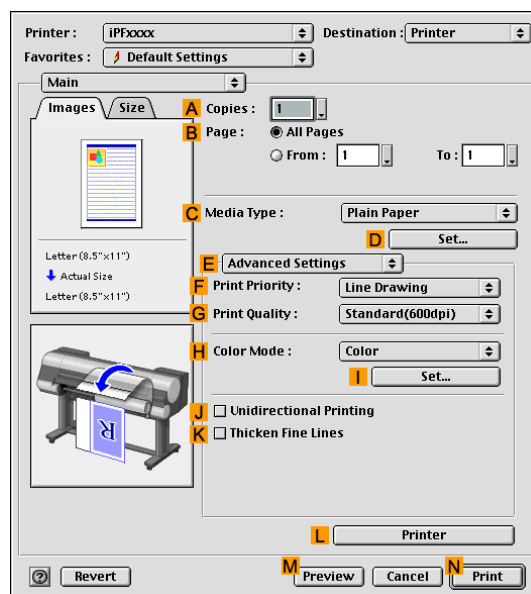 Printer : iPFxxxx Destination : Printer
Favorites : Default Settings
Main
Images Size
A Copies : 1
B Page : All Pages
From : 1 To : 1
C Media Type : Plain Paper
D Set...
Letter (8.5"x11")
Actual Size
Letter (8.5"x11")
E Advanced Settings
F Print Priority : Line Drawing
G Print Quality : Standard(600dpi)
H Color Mode : Color
I Set...
J Unidirectional Printing
K Thicken Fine Lines
R
L Printer
? Revert M Preview Cancel N Print